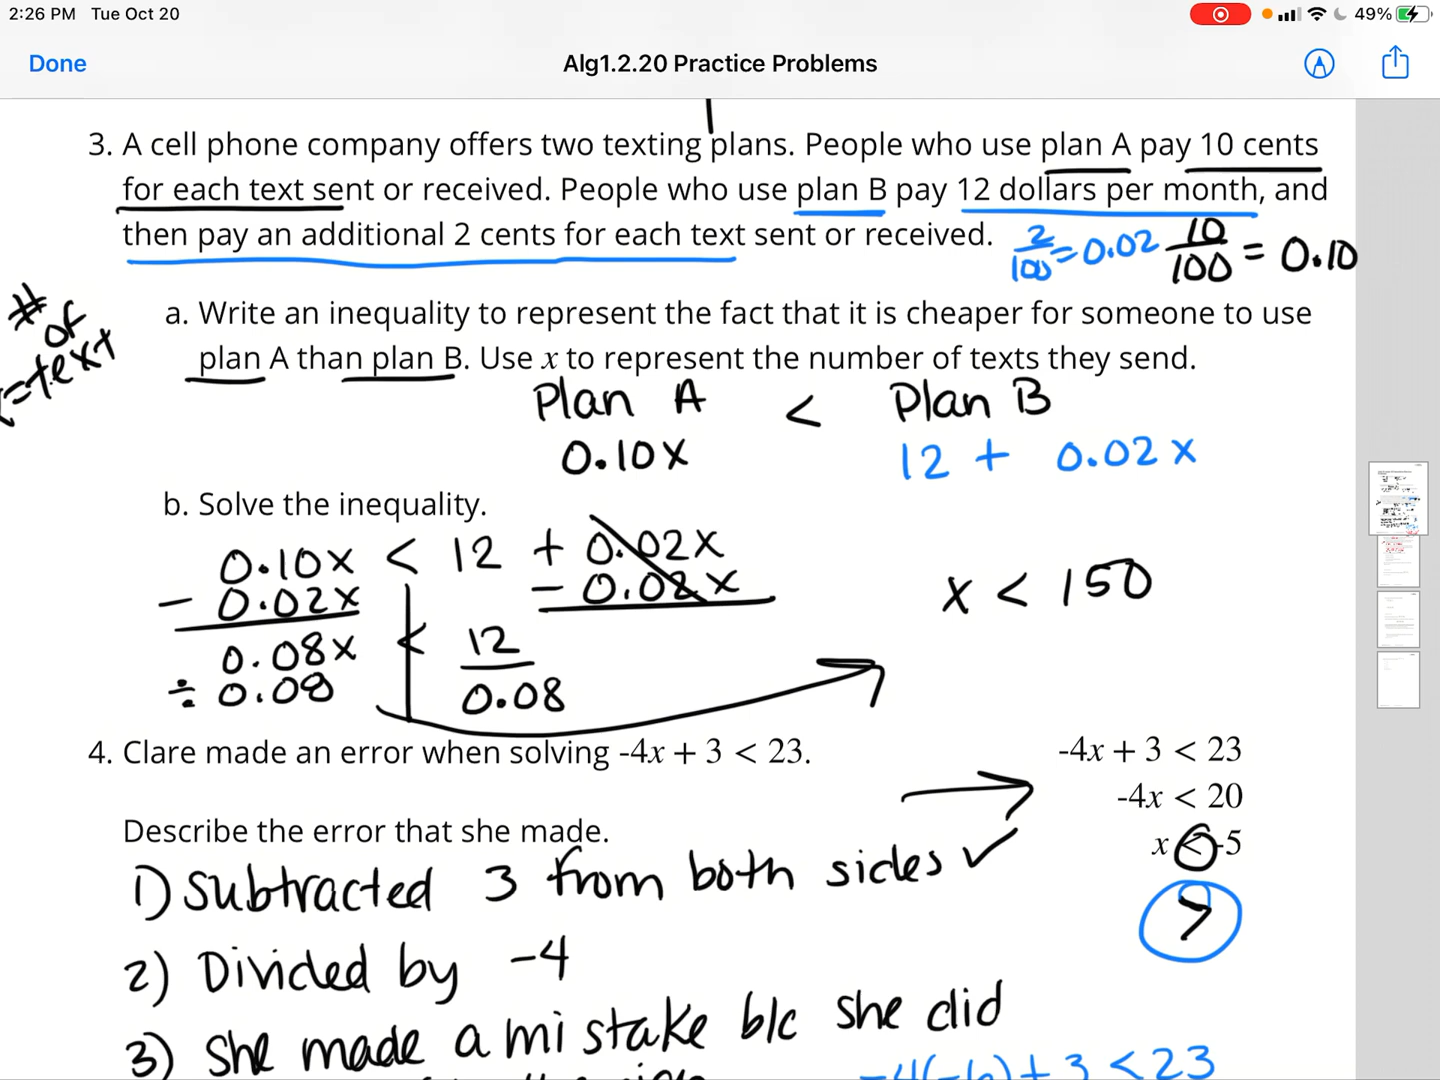 2:26 PM Tue Oct 20
49%
Done
Alg1.2.20 Practice Problems
3. A cell phone company offers two texting plans. People who use plan A pay 10 cents
for each text sent or received. People who use plan B pay 12 dollars per month, and
then pay an additional 2 cents for each text sent or received.
2/100 = 0.02
10/100 = 0.10
# of
=text
a. Write an inequality to represent the fact that it is cheaper for someone to use
plan A than plan B. Use x to represent the number of texts they send.
Plan A < Plan B
0.10x 12 + 0.02x
b. Solve the inequality.
0.10x < 12 + 0.02x
- 0.02x - 0.02x
0.08x < 12/0.08
÷ 0.08
x < 150
4. Clare made an error when solving -4x + 3 < 23.
-4x + 3 < 23
-4x < 20
x < -5
>
Describe the error that she made.
1) Subtracted 3 from both sides ✓
2) Divided by -4
3) She made a mistake b/c she did
-4(-6) + 3 < 23